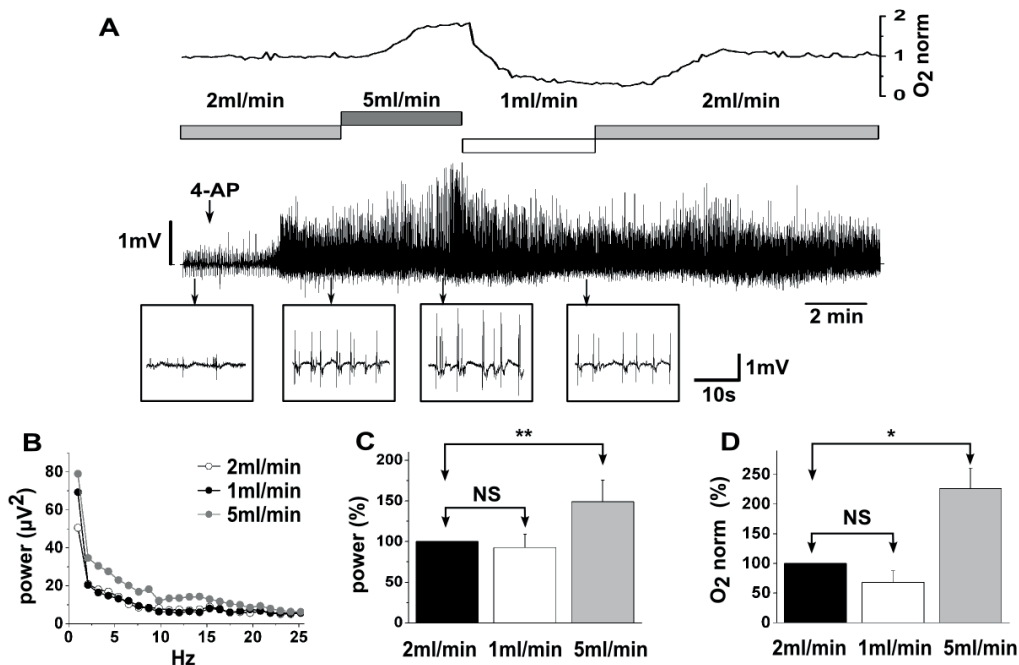 A
2
1
0
O2 norm
2ml/min 5ml/min 1ml/min 2ml/min
4-AP
1mV
2 min
1mV
10s
B
80
60
40
20
0
power (µV²)
2ml/min
1ml/min
5ml/min
0 5 10 15 20 25
Hz
C
200
150
100
50
0
power (%)
**
NS
2ml/min 1ml/min 5ml/min
D
250
200
150
100
50
0
O2 norm (%)
*
NS
2ml/min 1ml/min 5ml/min